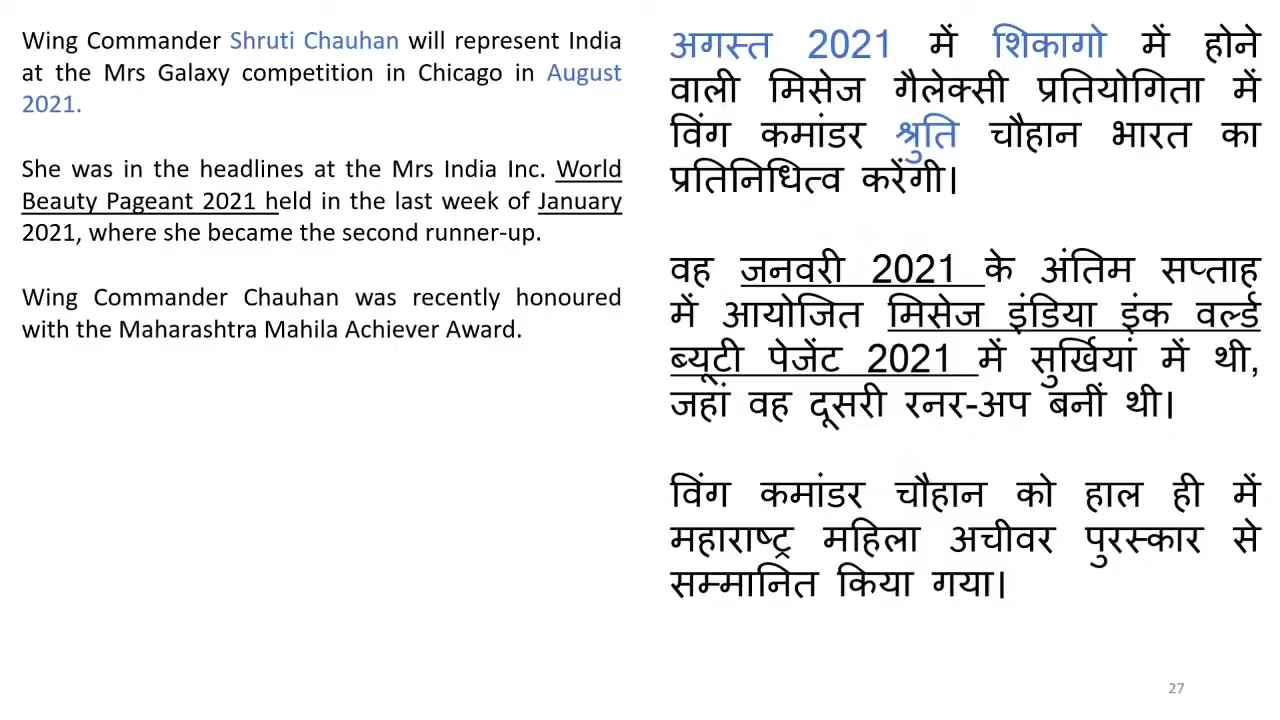 Wing Commander Shruti Chauhan will represent India
at the Mrs Galaxy competition in Chicago in August
2021.
She was in the headlines at the Mrs India Inc. World
Beauty Pageant 2021 held in the last week of January
2021, where she became the second runner-up.
Wing Commander Chauhan was recently honoured
with the Maharashtra Mahila Achiever Award.
अगस्त 2021 में शिकागो में होने
वाली मिसेज गैलेक्सी प्रतियोगिता में
विंग कमांडर श्रुति चौहान भारत का
प्रतिनिधित्व करेंगी।
वह जनवरी 2021 के अंतिम सप्ताह
में आयोजित मिसेज इंडिया इंक वर्ल्ड
ब्यूटी पेजेंट 2021 में सुर्खियां में थी,
जहां वह दूसरी रनर-अप बनीं थी।
विंग कमांडर चौहान को हाल ही में
महाराष्ट्र महिला अचीवर पुरस्कार से
सम्मानित किया गया।
27